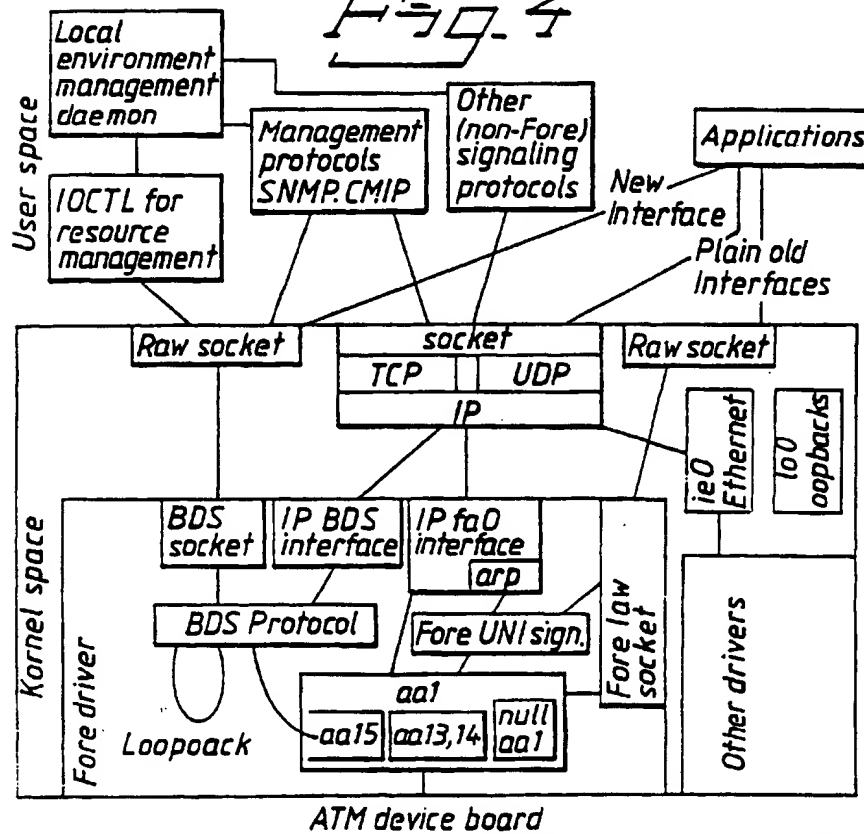 Fig. 4
Local
environment
management
daemon
User space
Management
protocols
SNMP.CMIP
Other
(non-Fore)
signaling
protocols
Applications
IOCTL for
resource
management
New
Interface
Plain old
Interfaces
Raw socket
socket
TCP
UDP
IP
Raw socket
ie0
Ethernet
lo0
oopbacks
Kornel space
Fore driver
BDS
socket
IP BDS
interface
IP fa0
interface
arp
BDS Protocol
Fore UNI sign.
Fore law
socket
Other drivers
Loopoack
aa1
aa15
aa13,14
null
aa1
ATM device board